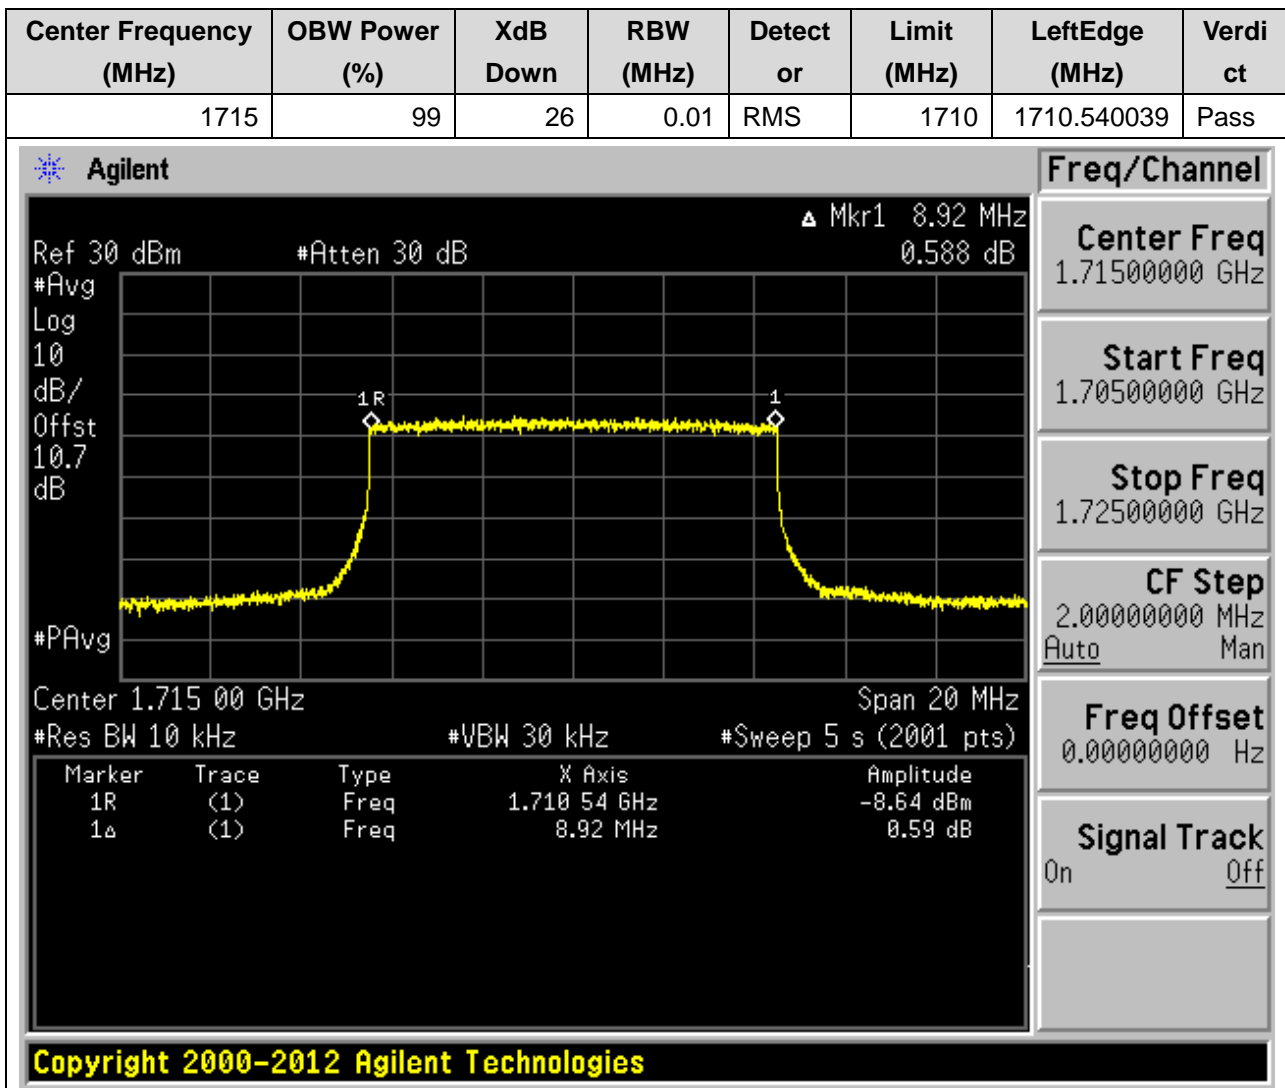 Center Frequency (MHz) OBW Power (%) XdB Down RBW (MHz) Detect or Limit (MHz) LeftEdge (MHz) Verdi ct
1715 99 26 0.01 RMS 1710 1710.540039 Pass
Agilent
Freq/Channel
Δ Mkr1 8.92 MHz
Ref 30 dBm #Atten 30 dB 0.588 dB
#Avg
Log
10
dB/
Offst
10.7
dB
#PAvg
1R
1
Center 1.715 00 GHz Span 20 MHz
#Res BW 10 kHz #VBW 30 kHz #Sweep 5 s (2001 pts)
Marker Trace Type X Axis Amplitude
1R (1) Freq 1.710 54 GHz -8.64 dBm
1Δ (1) Freq 8.92 MHz 0.59 dB
Center Freq
1.71500000 GHz
Start Freq
1.70500000 GHz
Stop Freq
1.72500000 GHz
CF Step
2.00000000 MHz
Auto Man
Freq Offset
0.00000000 Hz
Signal Track
On Off
Copyright 2000-2012 Agilent Technologies